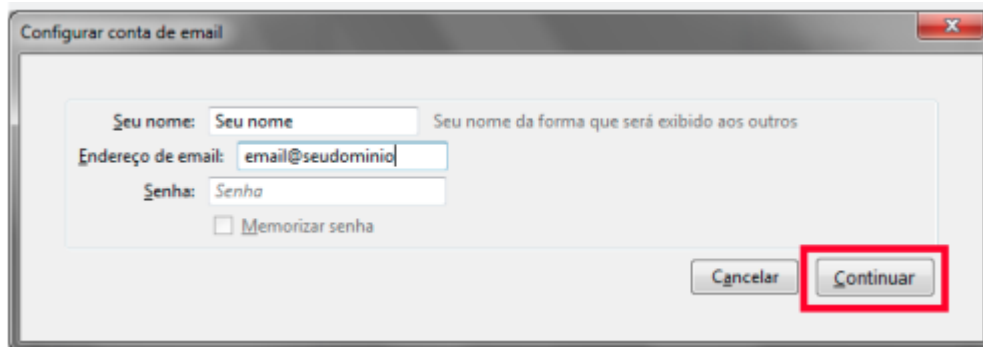 Configurar conta de email
Seu nome: Seu nome Seu nome da forma que será exibido aos outros
Endereço de email: email@seudominio
Senha: Senha
Memorizar senha
Cancelar Continuar